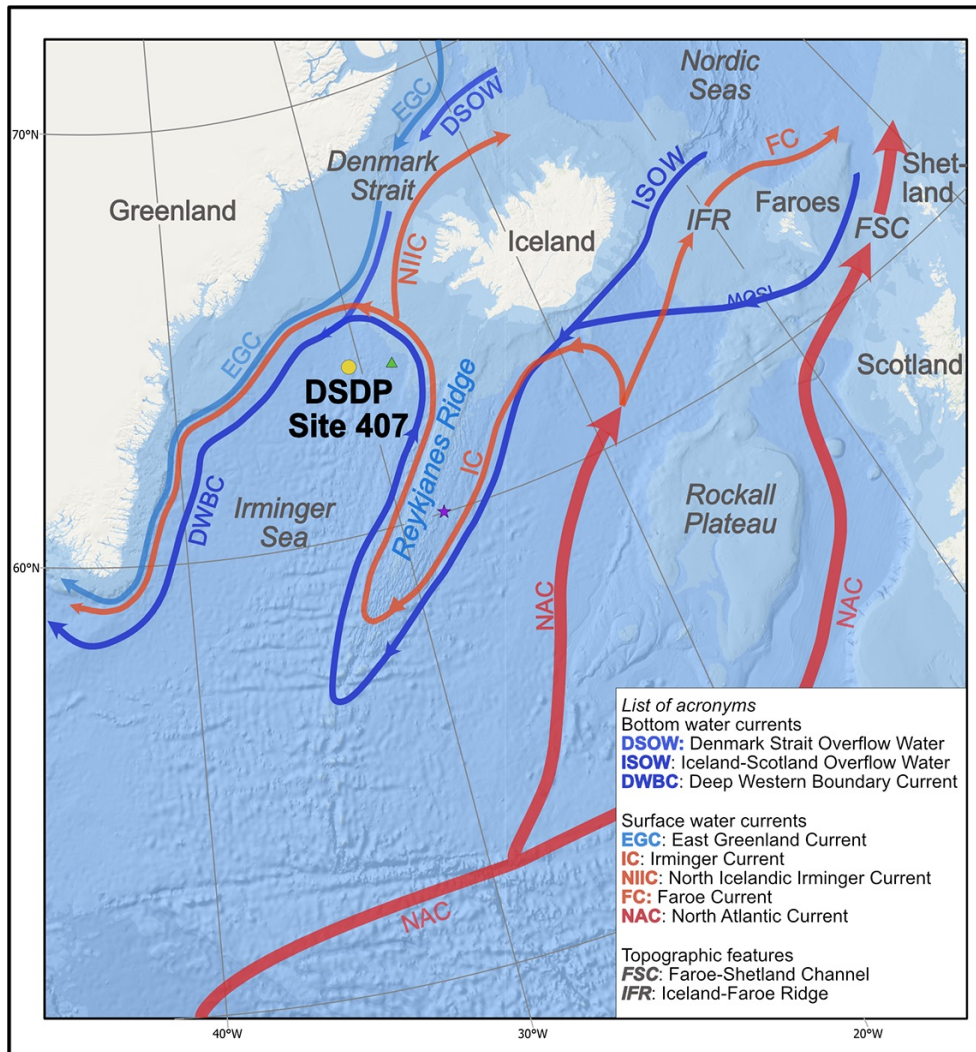 Nordic
Seas
EGC
DSOW
FC
70°N
Denmark
Strait
ISOW
Shet-
land
Greenland
Faroes
IFR
FSC
Iceland
NIIC
EGC
Scotland
DSDP
Site 407
Reykjanes Ridge
IC
DWBC
Irminger
Sea
Rockall
Plateau
60°N
NAC
NAC
NAC
List of acronyms
Bottom water currents
DSOW: Denmark Strait Overflow Water
ISOW: Iceland-Scotland Overflow Water
DWBC: Deep Western Boundary Current
Surface water currents
EGC: East Greenland Current
IC: Irminger Current
NIIC: North Icelandic Irminger Current
FC: Faroe Current
NAC: North Atlantic Current
Topographic features
FSC: Faroe-Shetland Channel
IFR: Iceland-Faroe Ridge
40°W
30°W
20°W